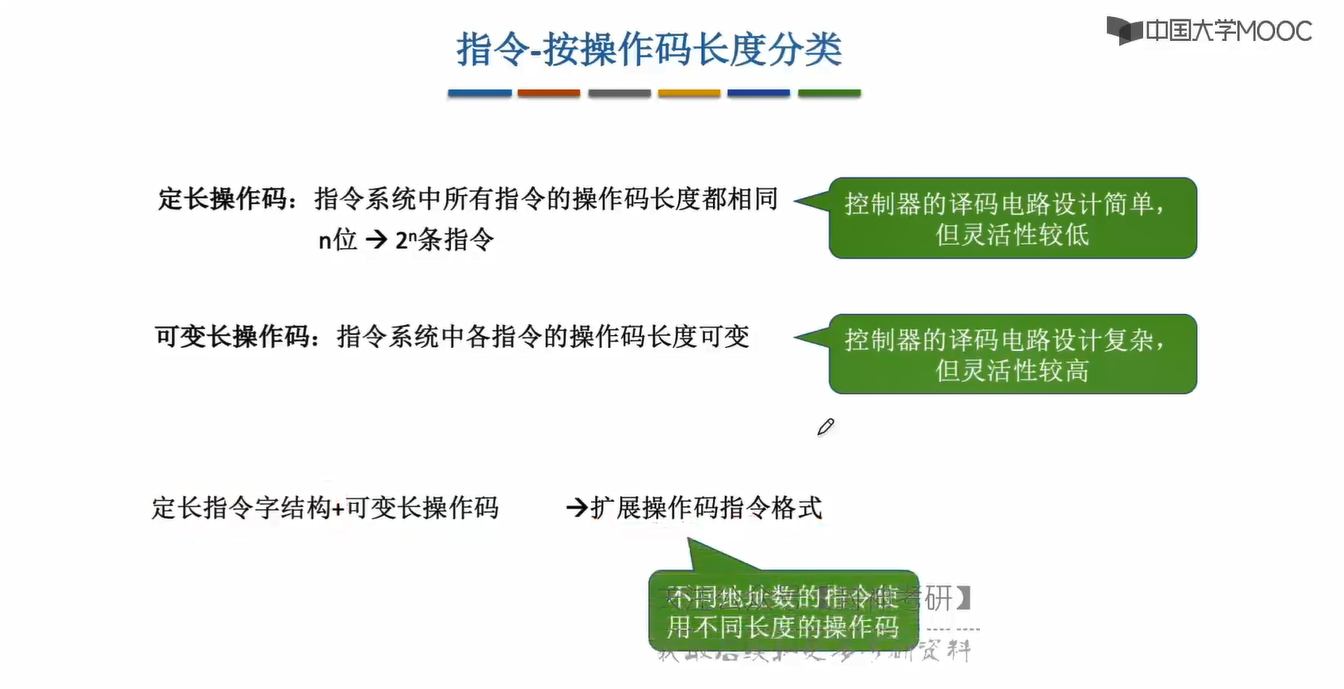 中国大学MOOC
指令-按操作码长度分类
定长操作码：指令系统中所有指令的操作码长度都相同
n位 → 2ⁿ条指令
控制器的译码电路设计简单，
但灵活性较低
可变长操作码：指令系统中各指令的操作码长度可变
控制器的译码电路设计复杂，
但灵活性较高
定长指令字结构+可变长操作码 →扩展操作码指令格式
不同地址数的指令使
用不同长度的操作码
考研】